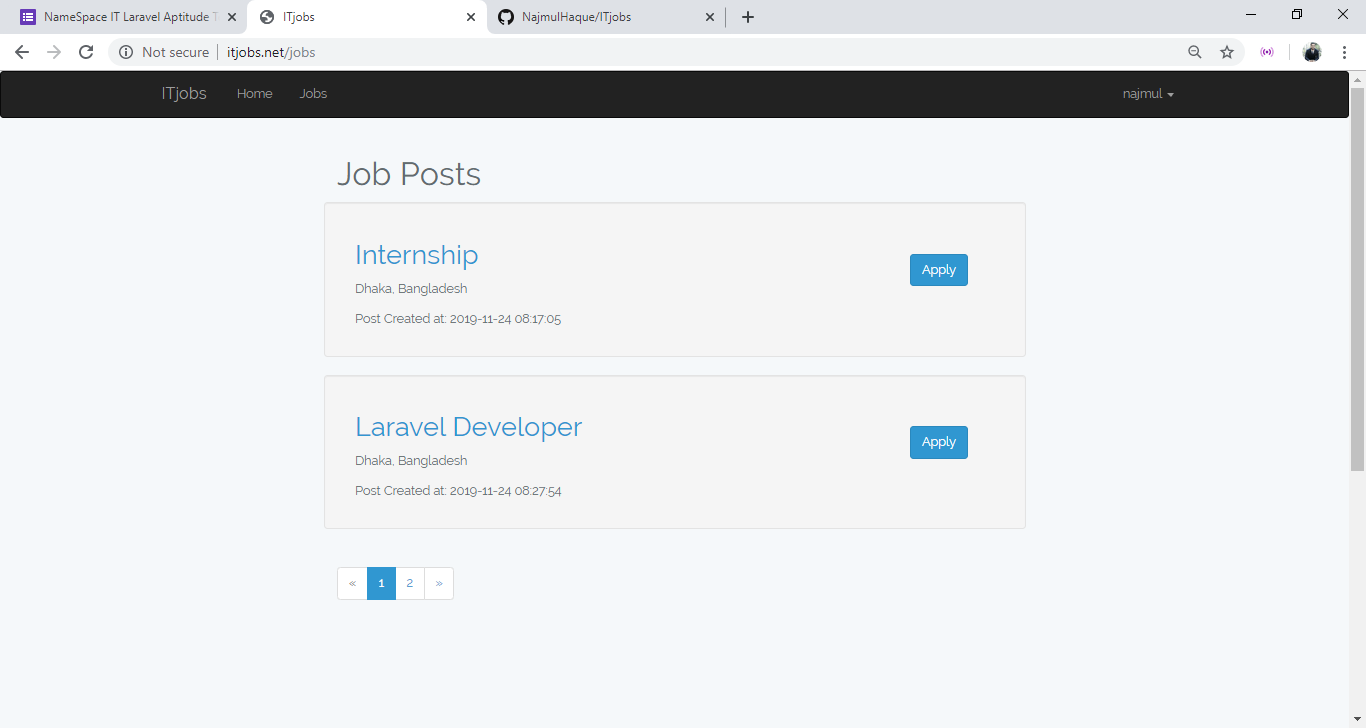 NameSpace IT Laravel Aptitude
ITjobs
NajmulHaque/ITjobs
Not secure
itjobs.net/jobs
ITjobs
Home
Jobs
najmul
Job Posts
Internship
Apply
Dhaka, Bangladesh
Post Created at: 2019-11-24 08:17:05
Laravel Developer
Apply
Dhaka, Bangladesh
Post Created at: 2019-11-24 08:27:54
« 1 2 »